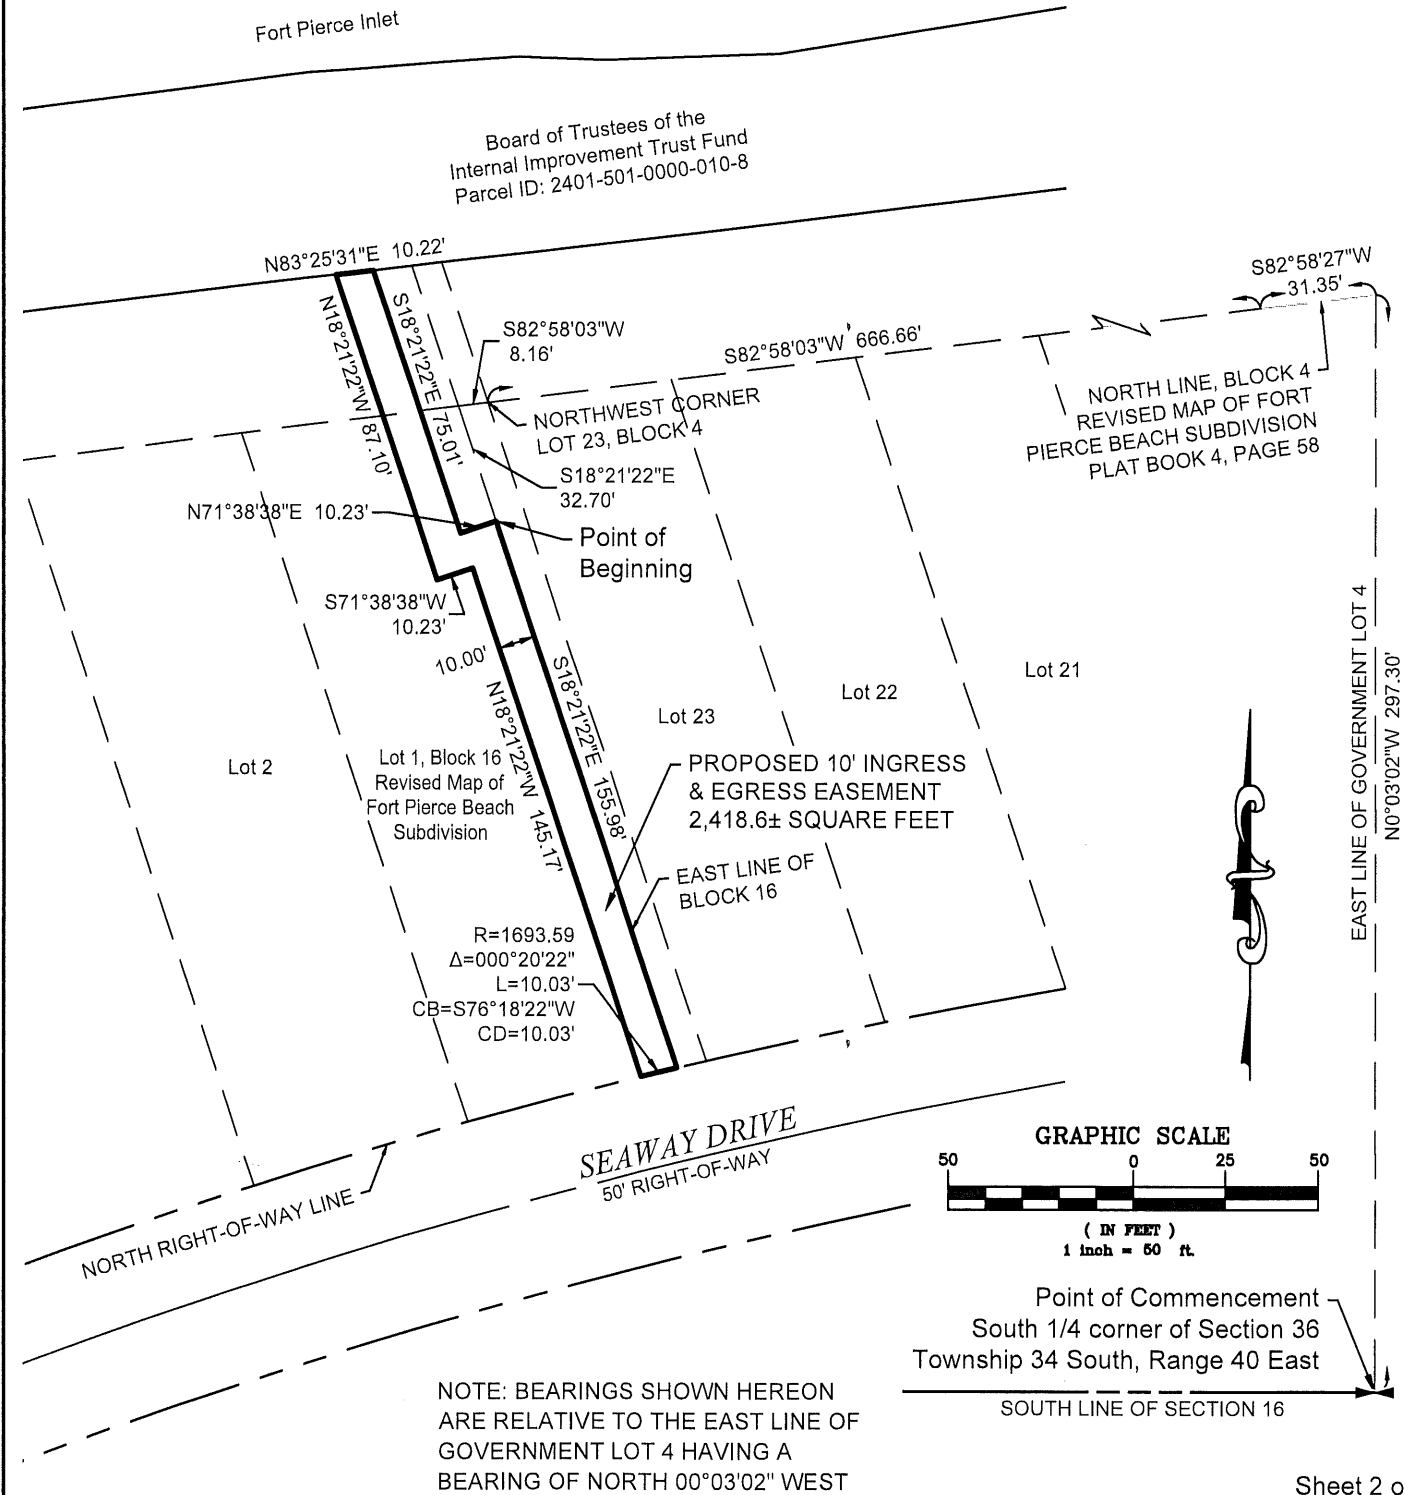 Fort Pierce Inlet
Board of Trustees of the
Internal Improvement Trust Fund
Parcel ID: 2401-501-0000-010-8
N83°25'31"E 10.22'
N18°21'22"W 87.10'
S18°21'22"E 75.01'
S82°58'03"W
8.16'
S82°58'03"W 666.66'
S82°58'27"W
31.35'
NORTH LINE, BLOCK 4
REVISED MAP OF FORT
PIERCE BEACH SUBDIVISION
PLAT BOOK 4, PAGE 58
NORTHWEST CORNER
LOT 23, BLOCK 4
S18°21'22"E
32.70'
N71°38'38"E 10.23'
Point of
Beginning
S71°38'38"W
10.23'
10.00'
S18°21'22"E 155.98'
N18°21'22"W 145.17'
Lot 2
Lot 1, Block 16
Revised Map of
Fort Pierce Beach
Subdivision
Lot 23
Lot 22
Lot 21
EAST LINE OF GOVERNMENT LOT 4
N0°03'02"W 297.30'
PROPOSED 10' INGRESS
& EGRESS EASEMENT
2,418.6± SQUARE FEET
EAST LINE OF
BLOCK 16
R=1693.59
Δ=000°20'22"
L=10.03'
CB=S76°18'22"W
CD=10.03'
SEAWAY DRIVE
50' RIGHT-OF-WAY
NORTH RIGHT-OF-WAY LINE
GRAPHIC SCALE
50 0 25 50
( IN FEET )
1 inch = 50 ft.
Point of Commencement
South 1/4 corner of Section 36
Township 34 South, Range 40 East
SOUTH LINE OF SECTION 16
NOTE: BEARINGS SHOWN HEREON
ARE RELATIVE TO THE EAST LINE OF
GOVERNMENT LOT 4 HAVING A
BEARING OF NORTH 00°03'02" WEST
Sheet 2 o